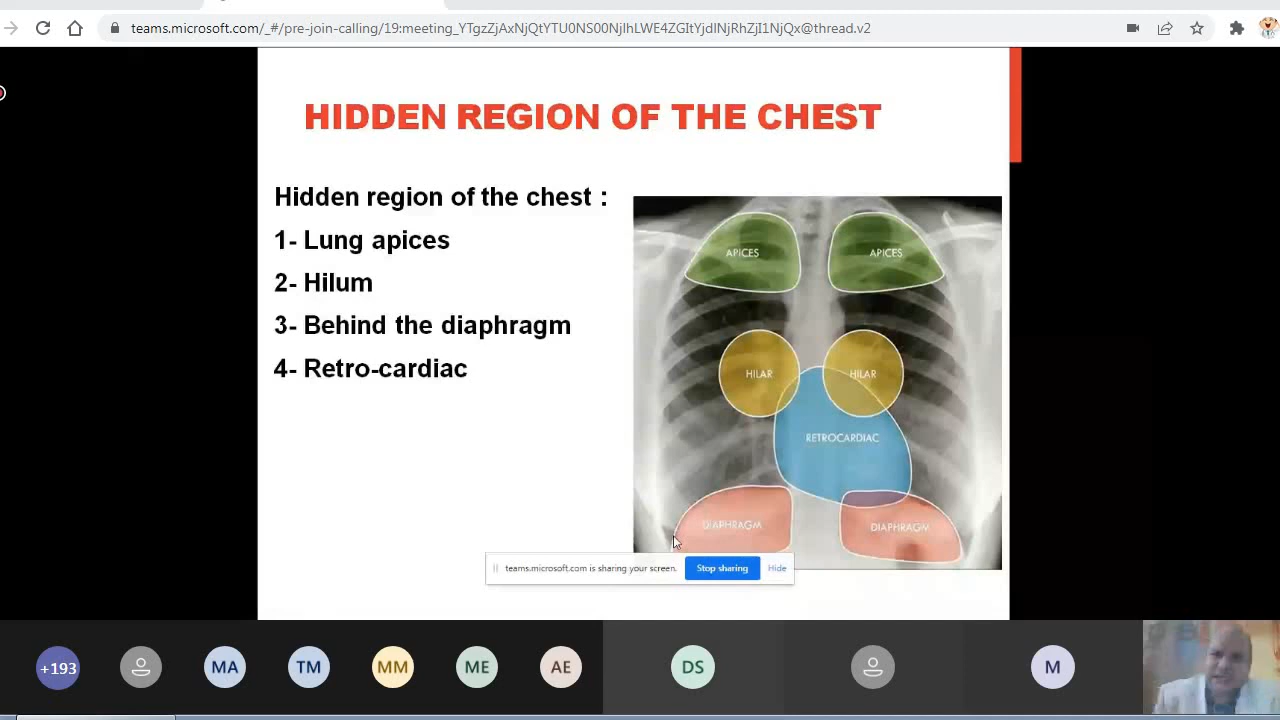 teams.microsoft.com/_#/pre-join-calling/19:meeting_YTgzZjAxNjQtYTU0NS00NjlhLWE4ZGItYjdlNjRhZjI1NjQx@thread.v2
HIDDEN REGION OF THE CHEST
Hidden region of the chest :
1- Lung apices
2- Hilum
3- Behind the diaphragm
4- Retro-cardiac
APICES APICES
HILAR HILAR
RETROCARDIAC
DIAPHRAGM DIAPHRAGM
teams.microsoft.com is sharing your screen. Stop sharing Hide
+193 MA TM MM ME AE DS M